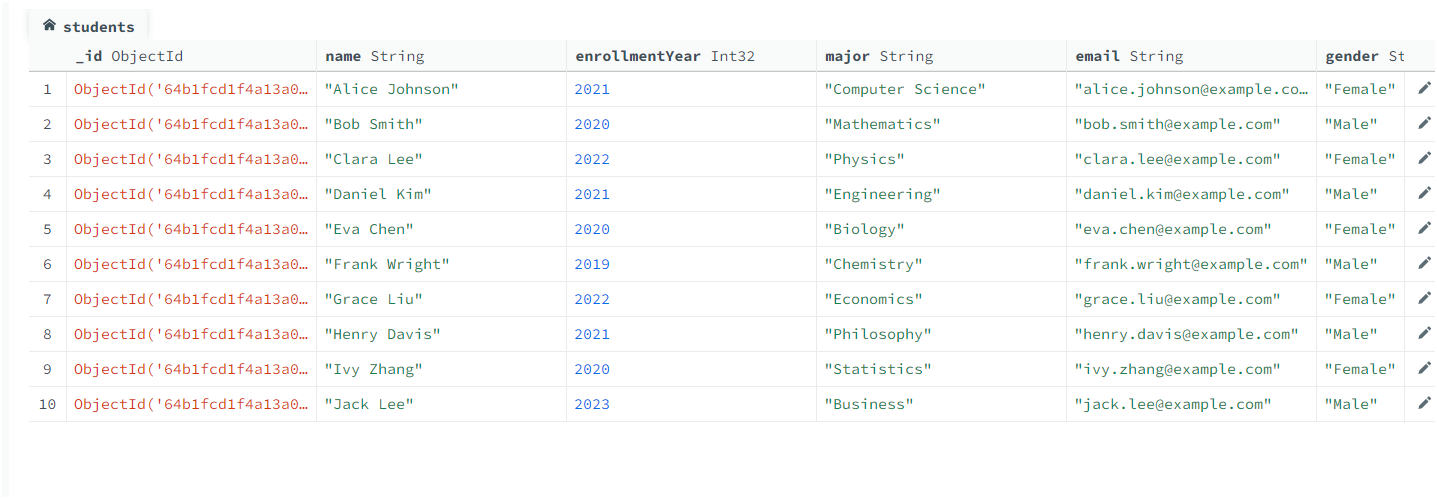 students
_id ObjectId name String enrollmentYear Int32 major String email String gender St
1 ObjectId('64b1fcd1f4a13a0… "Alice Johnson" 2021 "Computer Science" "alice.johnson@example.co… "Female"
2 ObjectId('64b1fcd1f4a13a0… "Bob Smith" 2020 "Mathematics" "bob.smith@example.com" "Male"
3 ObjectId('64b1fcd1f4a13a0… "Clara Lee" 2022 "Physics" "clara.lee@example.com" "Female"
4 ObjectId('64b1fcd1f4a13a0… "Daniel Kim" 2021 "Engineering" "daniel.kim@example.com" "Male"
5 ObjectId('64b1fcd1f4a13a0… "Eva Chen" 2020 "Biology" "eva.chen@example.com" "Female"
6 ObjectId('64b1fcd1f4a13a0… "Frank Wright" 2019 "Chemistry" "frank.wright@example.com" "Male"
7 ObjectId('64b1fcd1f4a13a0… "Grace Liu" 2022 "Economics" "grace.liu@example.com" "Female"
8 ObjectId('64b1fcd1f4a13a0… "Henry Davis" 2021 "Philosophy" "henry.davis@example.com" "Male"
9 ObjectId('64b1fcd1f4a13a0… "Ivy Zhang" 2020 "Statistics" "ivy.zhang@example.com" "Female"
10 ObjectId('64b1fcd1f4a13a0… "Jack Lee" 2023 "Business" "jack.lee@example.com" "Male"